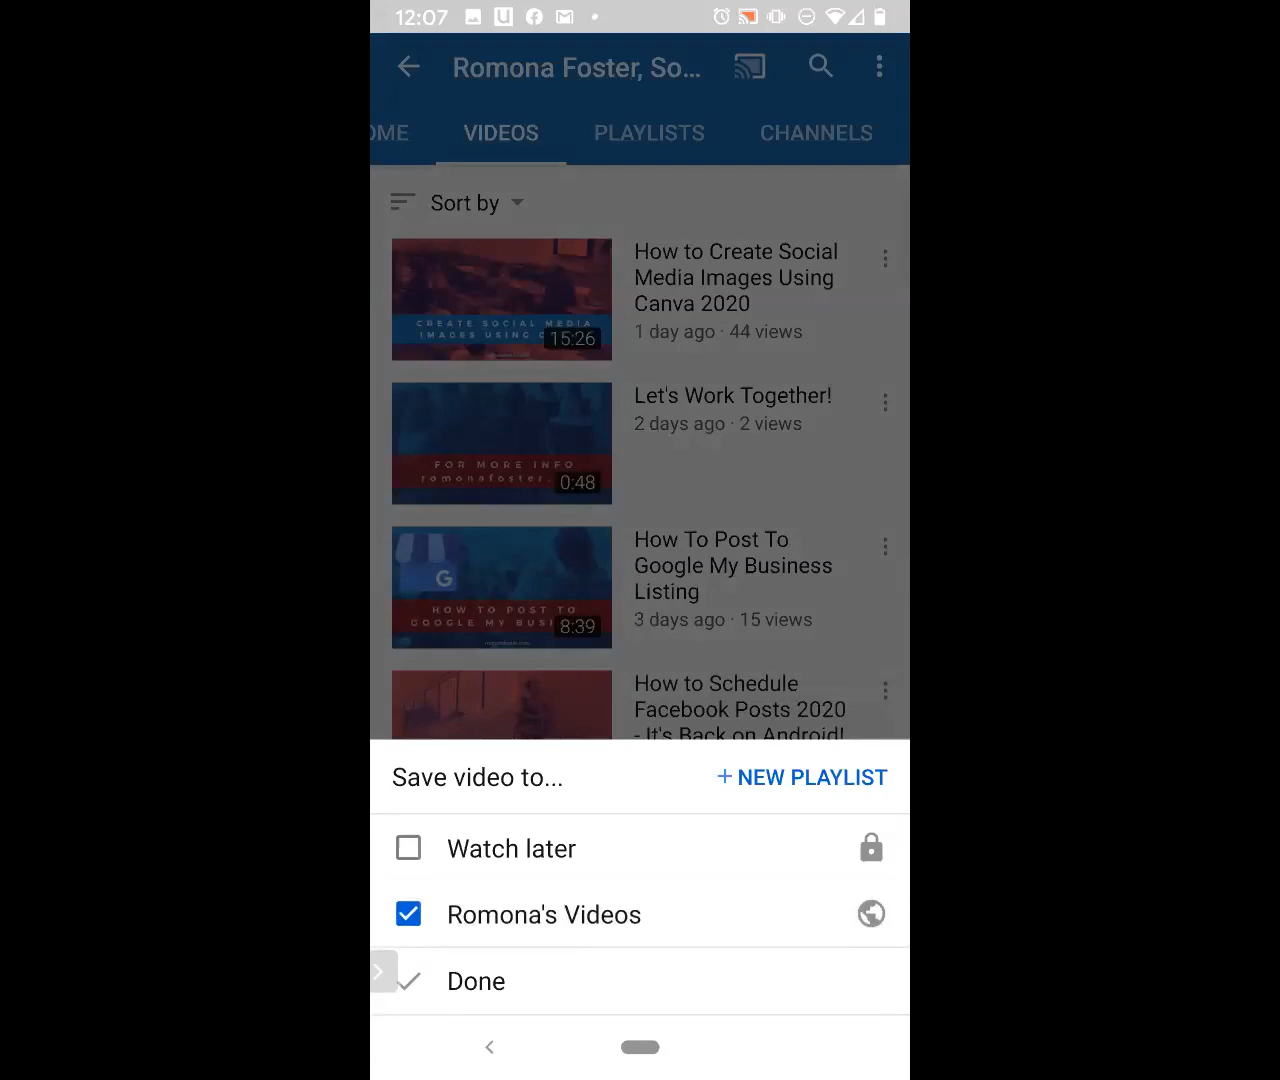 12:07
Romona Foster, So...
OME VIDEOS PLAYLISTS CHANNELS
Sort by
CREATE SOCIAL MEDIA
IMAGES USING C
15:26
How to Create Social
Media Images Using
Canva 2020
1 day ago · 44 views
FOR MORE INFO
romonafoster.
0:48
Let's Work Together!
2 days ago · 2 views
G
HOW TO POST TO
GOOGLE MY BUSI
8:39
How To Post To
Google My Business
Listing
3 days ago · 15 views
How to Schedule
Facebook Posts 2020
- It's Back on Android!
Save video to...
+ NEW PLAYLIST
Watch later
Romona's Videos
Done